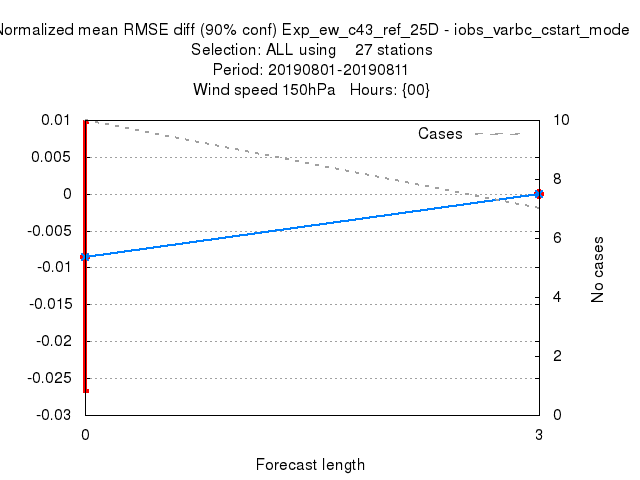 Normalized mean RMSE diff (90% conf) Exp_ew_c43_ref_25D - iobs_varbc_cstart_mode
Selection: ALL using 27 stations
Period: 20190801-20190811
Wind speed 150hPa Hours: {00}
Cases
0.01
0.005
0
-0.005
-0.01
-0.015
-0.02
-0.025
-0.03
10
8
6
4
2
0
No cases
0 3
Forecast length